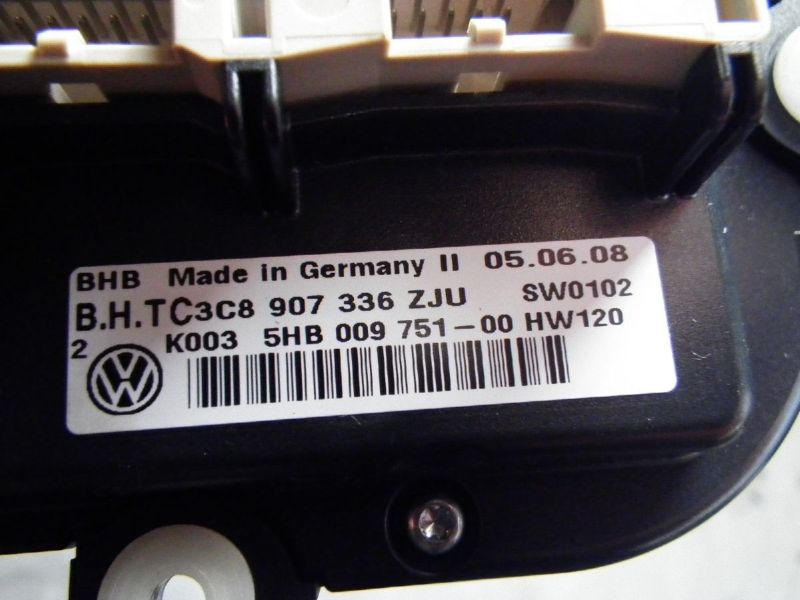 BHB Made in Germany II 05.06.08
B.H.TC3C8 907 336 ZJU SW0102
2 K003 5HB 009 751-00 HW120
VW